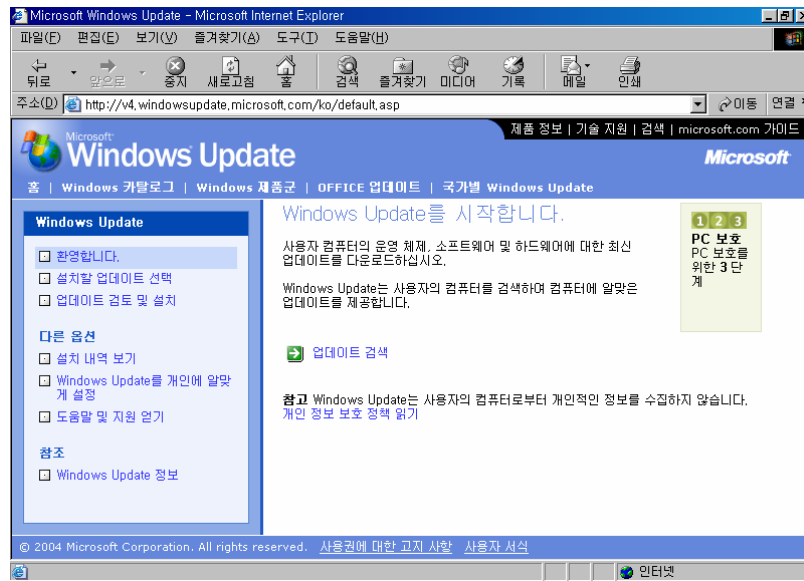 Microsoft Windows Update - Microsoft Internet Explorer
파일(F) 편집(E) 보기(V) 즐겨찾기(A) 도구(T) 도움말(H)
뒤로 앞으로 중지 새로고침 홈 검색 즐겨찾기 미디어 기록 메일 인쇄
주소(D) http://v4.windowsupdate.microsoft.com/ko/default.asp 이동 연결
제품 정보 | 기술 지원 | 검색 | microsoft.com 가이드
Microsoft
Windows Update
Microsoft
홈 | Windows 카탈로그 | Windows 제품군 | OFFICE 업데이트 | 국가별 Windows Update
Windows Update
환영합니다.
설치할 업데이트 선택
업데이트 검토 및 설치
다른 옵션
설치 내역 보기
Windows Update를 개인에 알맞
게 설정
도움말 및 지원 얻기
참조
Windows Update 정보
Windows Update를 시작합니다.
사용자 컴퓨터의 운영 체제, 소프트웨어 및 하드웨어에 대한 최신
업데이트를 다운로드하십시오.
Windows Update는 사용자의 컴퓨터를 검색하며 컴퓨터에 알맞은
업데이트를 제공합니다.
업데이트 검색
참고 Windows Update는 사용자의 컴퓨터로부터 개인적인 정보를 수집하지 않습니다.
개인 정보 보호 정책 읽기
1 2 3
PC 보호
PC 보호를
위한 3 단
계
© 2004 Microsoft Corporation. All rights reserved. 사용권에 대한 고지 사항 사용자 서식
인터넷